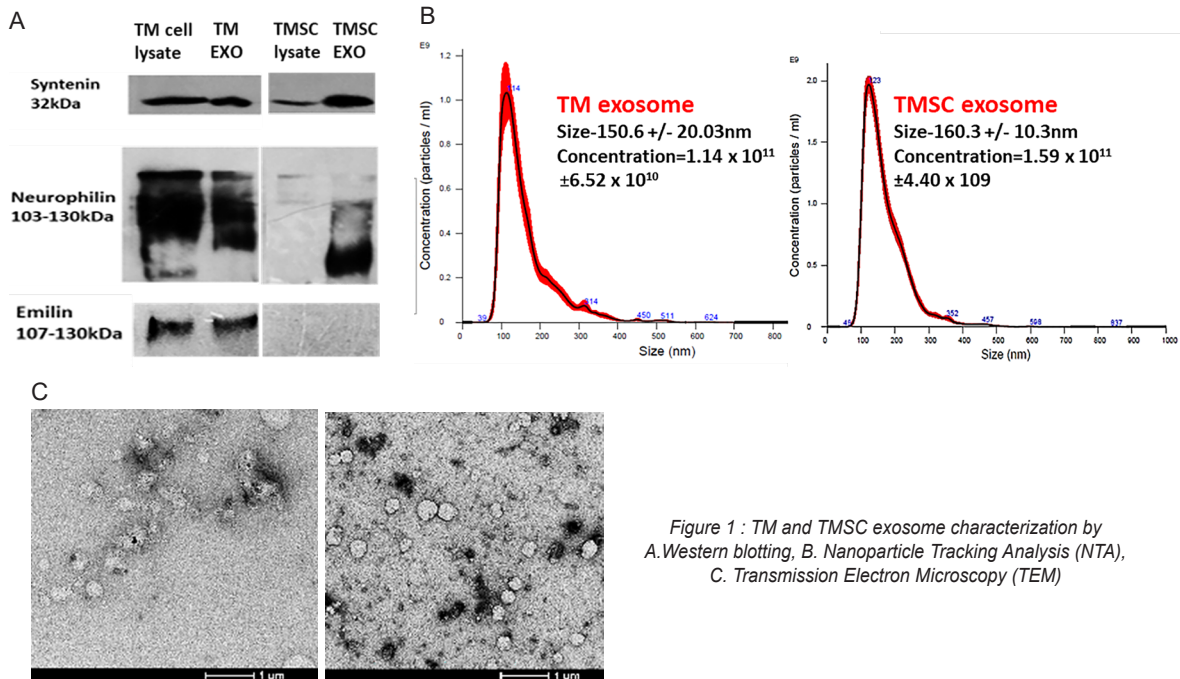 A
TM cell
lysate
TM
EXO
TMSC
lysate
TMSC
EXO
Syntenin
32kDa
Neurophilin
103-130kDa
Emilin
107-130kDa
B
E9
Concentration (particles / ml)
1.2
1.0
0.8
0.6
0.4
0.2
0
0 100 200 300 400 500 600 700 800
Size (nm)
39
314
450
511
624
TM exosome
Size-150.6 +/- 20.03nm
Concentration=1.14 x 10¹¹
±6.52 x 10¹⁰
E9
Concentration (particles / ml)
2.0
1.5
1.0
0.5
0
0 100 200 300 400 500 600 700 800 900 1000
Size (nm)
352
457
837
TMSC exosome
Size-160.3 +/- 10.3nm
Concentration=1.59 x 10¹¹
±4.40 x 109
C
1 µm
1 µm
Figure 1 : TM and TMSC exosome characterization by
A.Western blotting, B. Nanoparticle Tracking Analysis (NTA),
C. Transmission Electron Microscopy (TEM)